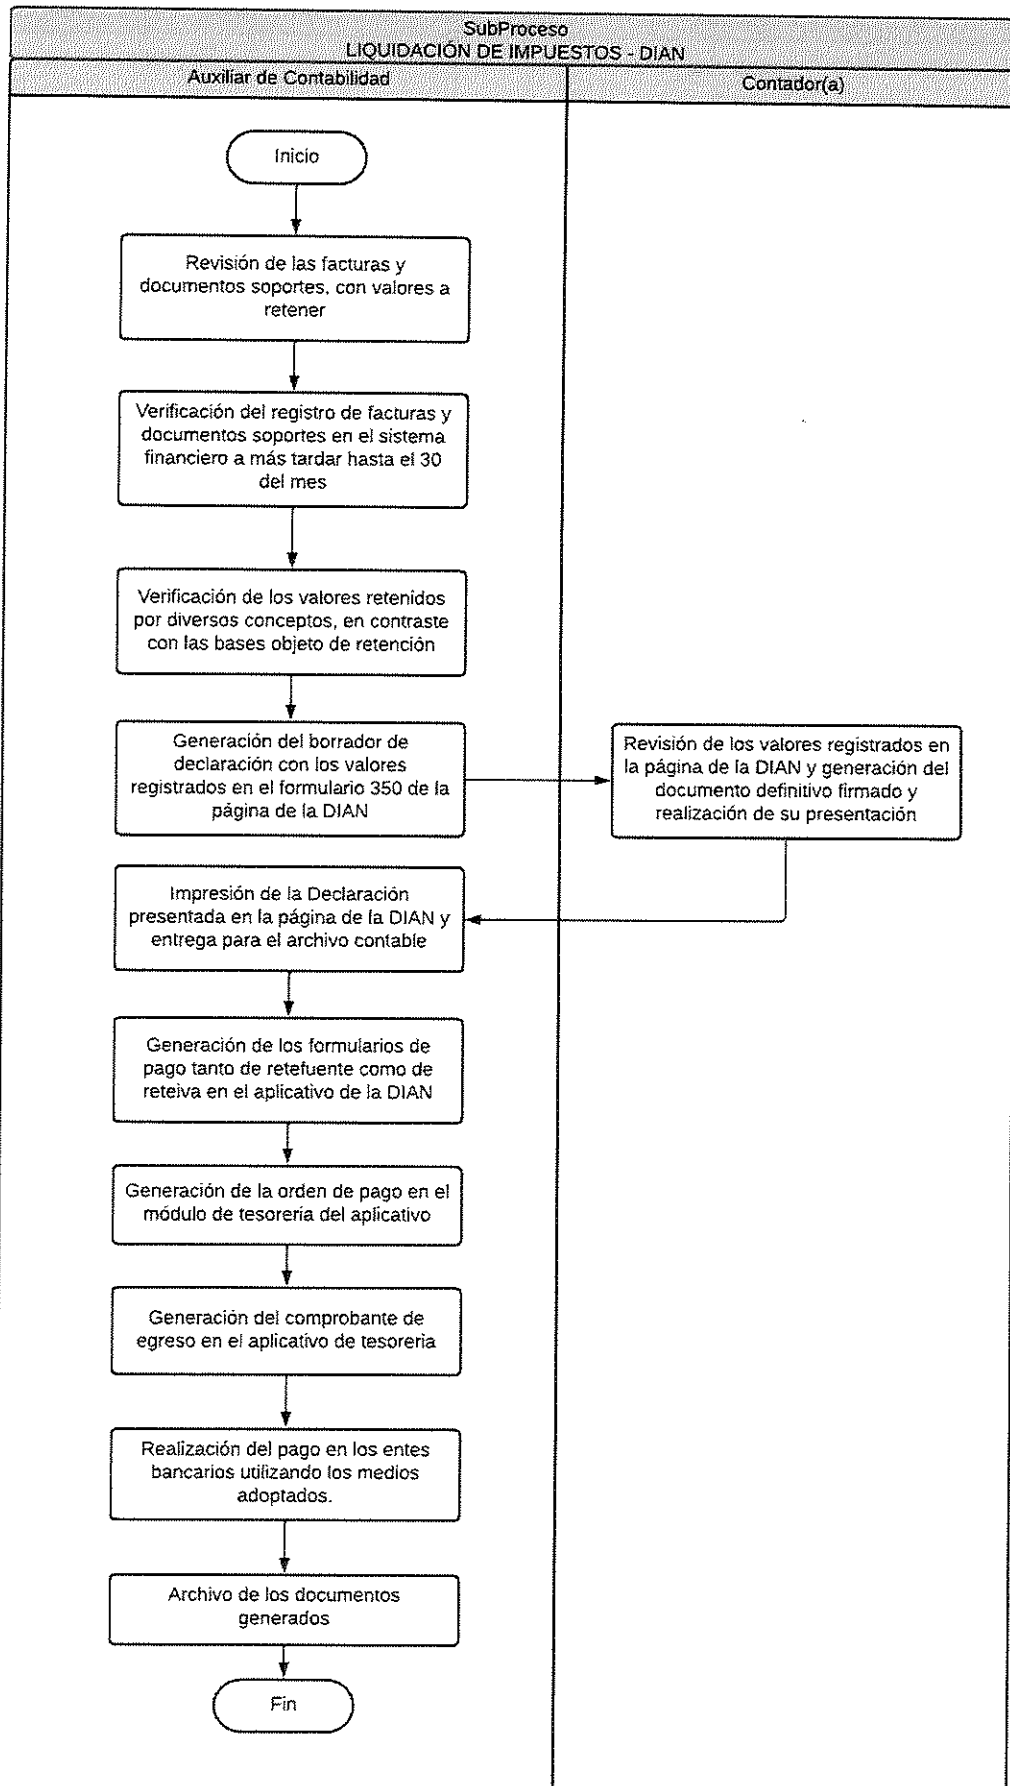 SubProceso
LIQUIDACIÓN DE IMPUESTOS - DIAN
Auxiliar de Contabilidad
Contador(a)
Inicio
Revisión de las facturas y
documentos soportes, con valores a
retener
Verificación del registro de facturas y
documentos soportes en el sistema
financiero a más tardar hasta el 30
del mes
Verificación de los valores retenidos
por diversos conceptos, en contraste
con las bases objeto de retención
Generación del borrador de
declaración con los valores
registrados en el formulario 350 de la
página de la DIAN
Revisión de los valores registrados en
la página de la DIAN y generación del
documento definitivo firmado y
realización de su presentación
Impresión de la Declaración
presentada en la página de la DIAN y
entrega para el archivo contable
Generación de los formularios de
pago tanto de retefuente como de
reteiva en el aplicativo de la DIAN
Generación de la orden de pago en el
módulo de tesorería del aplicativo
Generación del comprobante de
egreso en el aplicativo de tesoreria
Realización del pago en los entes
bancarios utilizando los medios
adoptados.
Archivo de los documentos
generados
Fin